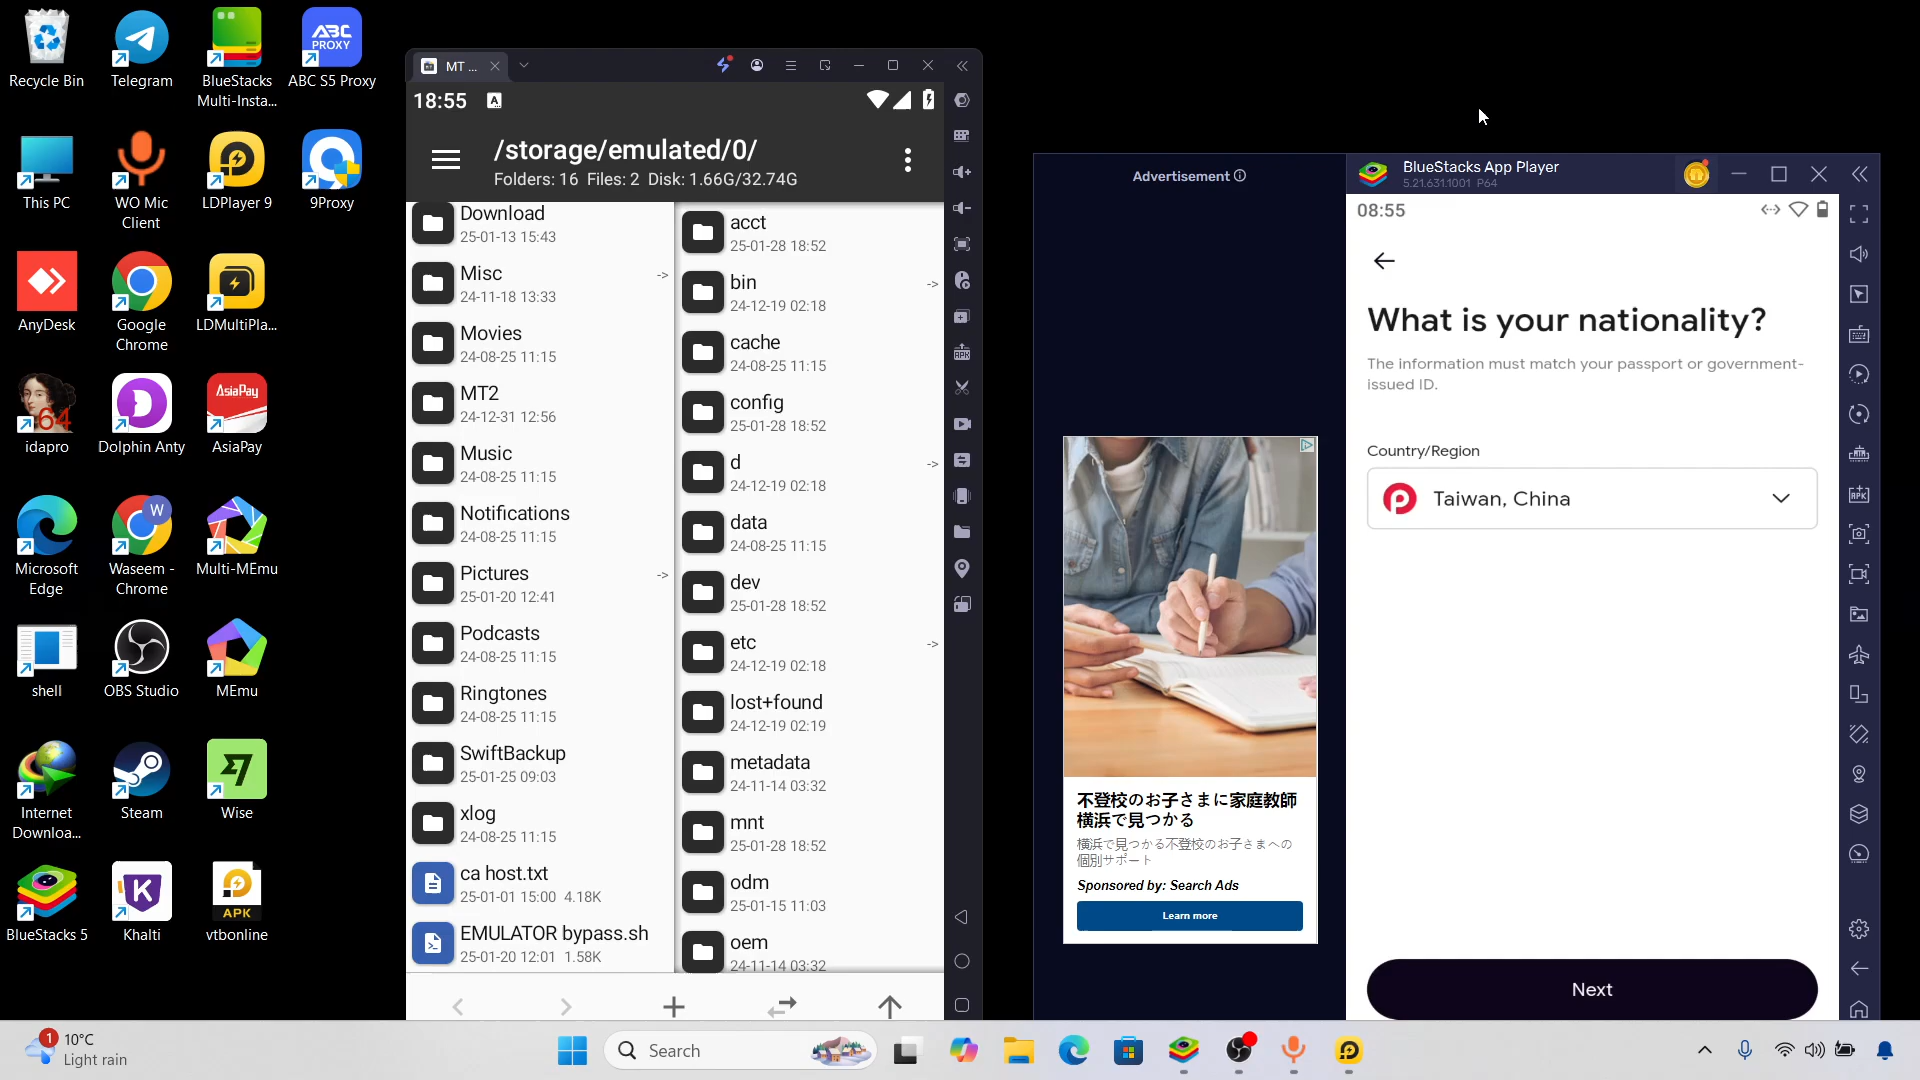 Recycle Bin
Telegram
BlueStacks
Multi-Insta...
ABC
PROXY
ABC S5 Proxy
This PC
WO Mic
Client
LDPlayer 9
9Proxy
AnyDesk
Google
Chrome
LDMultiPla...
64
idapro
Dolphin Anty
AsiaPay
AsiaPay
Microsoft
Edge
W
Waseem -
Chrome
Multi-MEmu
shell
OBS Studio
MEmu
Internet
Downloa...
Steam
Wise
BlueStacks 5
K
Khalti
APK
vtbonline
MT ...
18:55
A
/storage/emulated/0/
Folders: 16 Files: 2 Disk: 1.66G/32.74G
Download
25-01-13 15:43
Misc ->
24-11-18 13:33
Movies
24-08-25 11:15
MT2
24-12-31 12:56
Music
24-08-25 11:15
Notifications
24-08-25 11:15
Pictures ->
25-01-20 12:41
Podcasts
24-08-25 11:15
Ringtones
24-08-25 11:15
SwiftBackup
25-01-25 09:03
xlog
24-08-25 11:15
ca host.txt
25-01-01 15:00 4.18K
EMULATOR bypass.sh
25-01-20 12:01 1.58K
acct
25-01-28 18:52
bin ->
24-12-19 02:18
cache
24-08-25 11:15
config
25-01-28 18:52
d ->
24-12-19 02:18
data
24-08-25 11:15
dev
25-01-28 18:52
etc ->
24-12-19 02:18
lost+found
24-12-19 02:19
metadata
24-11-14 03:32
mnt
25-01-28 18:52
odm
25-01-15 11:03
oem
24-11-14 03:32
APK
Advertisement
不登校のお子さまに家庭教師
横浜で見つかる
横浜で見つかる不登校のお子さまへの
個別サポート
Sponsored by: Search Ads
Learn more
BlueStacks App Player
5.21.631.1001 P64
08:55
What is your nationality?
The information must match your passport or government-
issued ID.
Country/Region
Taiwan, China
Next
APK
1
10°C
Light rain
Search